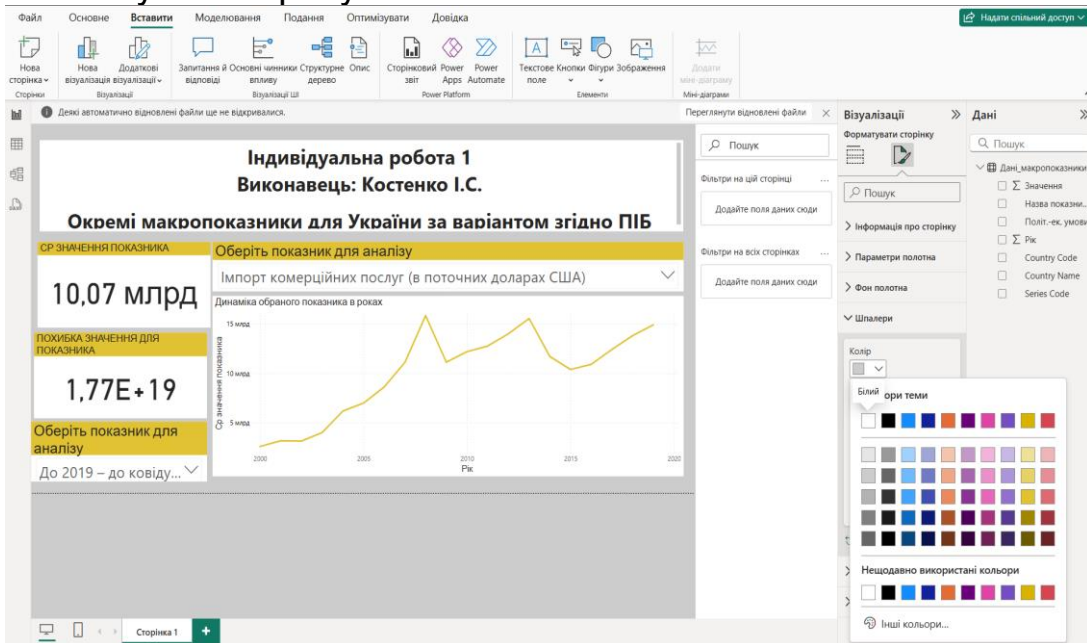 Файл Основне Вставити Моделювання Подання Оптимізувати Довідка
Надати спільний доступ
Нова сторінка
Нова візуалізація
Додаткові візуалізації
Запитання й відповіді
Основні чинники впливу
Структурне дерево
Опис
Сторінковий звіт
Power Apps
Power Automate
Текстове поле
Кнопки
Фігури
Зображення
Додати міні-діаграму
Сторінки Візуалізації Візуалізації ШІ Power Platform Елементи Міні-діаграми
Деякі автоматично відновлені файли ще не відкривалися.
Переглянути відновлені файли
Індивідуальна робота 1
Виконавець: Костенко І.С.
Окремі макропоказники для України за варіантом згідно ПІБ
СР ЗНАЧЕННЯ ПОКАЗНИКА
10,07 млрд
ПОХИБКА ЗНАЧЕННЯ ДЛЯ
ПОКАЗНИКА
1,77E+19
Оберіть показник для
аналізу
До 2019 – до ковіду...
Оберіть показник для аналізу
Імпорт комерційних послуг (в поточних доларах США)
Динаміка обраного показника в роках
Ср значення показника
15 млрд
10 млрд
5 млрд
2000 2005 2010 2015 2020
Рік
Пошук
Фільтри на цій сторінці ...
Додайте поля даних сюди
Фільтри на всіх сторінках ...
Додайте поля даних сюди
Візуалізації
Форматувати сторінку
Пошук
Інформація про сторінку
Параметри полотна
Фон полотна
Шпалери
Колір
Білий
ори теми
Нещодавно використані кольори
Інші кольори...
Дані
Пошук
Дані_макропоказники
Значення
Назва показни...
Політ.-ек. умови
Рік
Country Code
Country Name
Series Code
Сторінка 1